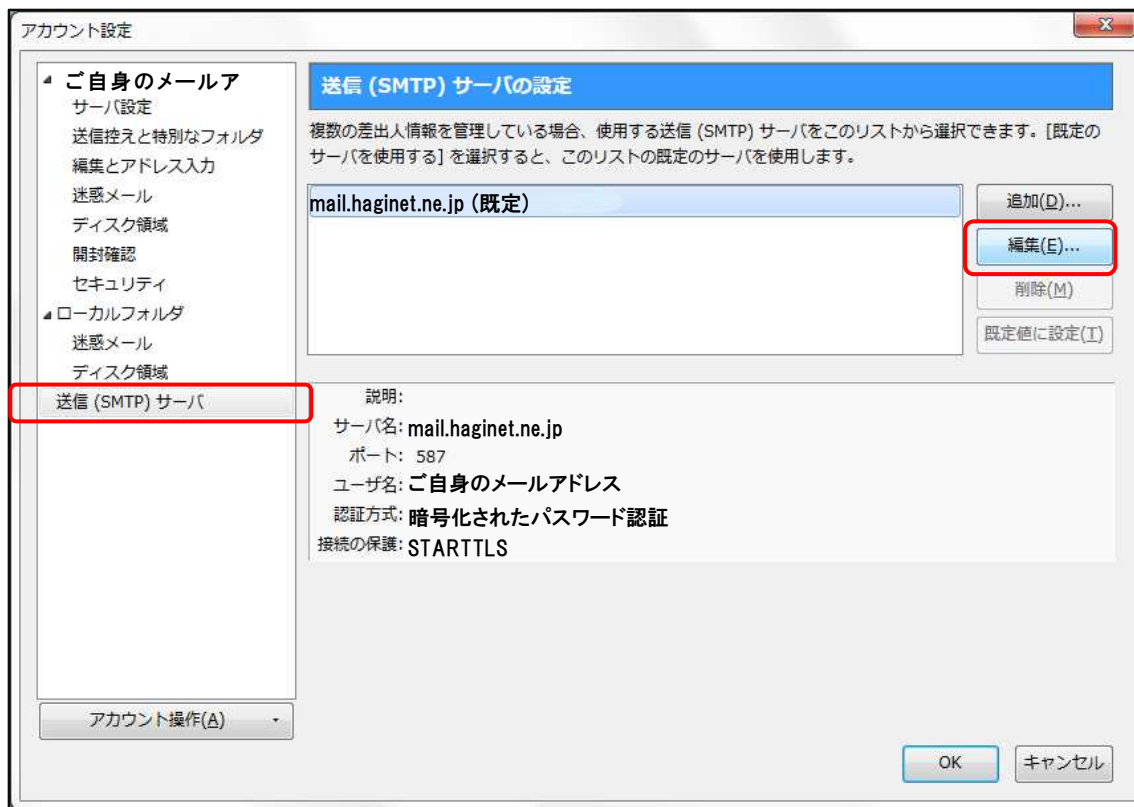 アカウント設定
ご自身のメールア
サーバ設定
送信控えと特別なフォルダ
編集とアドレス入力
迷惑メール
ディスク領域
開封確認
セキュリティ
ローカルフォルダ
迷惑メール
ディスク領域
送信 (SMTP) サーバ
アカウント操作(A)
送信 (SMTP) サーバの設定
複数の差出人情報を管理している場合、使用する送信 (SMTP) サーバをこのリストから選択できます。[既定の
サーバを使用する] を選択すると、このリストの既定のサーバを使用します。
mail.haginet.ne.jp (既定)
追加(D)...
編集(E)...
削除(M)
既定値に設定(T)
説明:
サーバ名: mail.haginet.ne.jp
ポート: 587
ユーザ名: ご自身のメールアドレス
認証方式: 暗号化されたパスワード認証
接続の保護: STARTTLS
OK
キャンセル